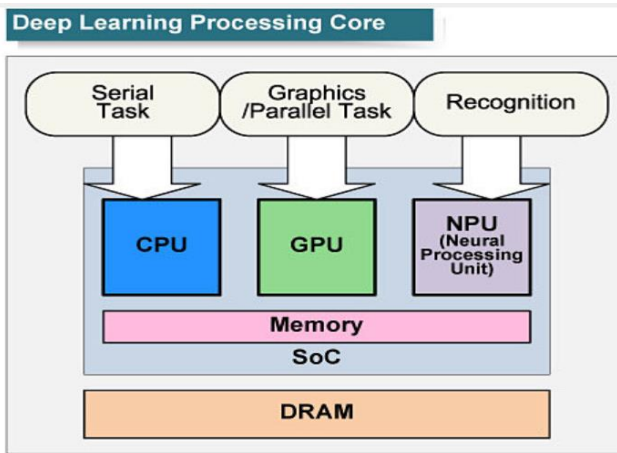 Deep Learning Processing Core
Serial
Task
Graphics
/Parallel Task
Recognition
CPU
GPU
NPU
(Neural
Processing
Unit)
Memory
SoC
DRAM